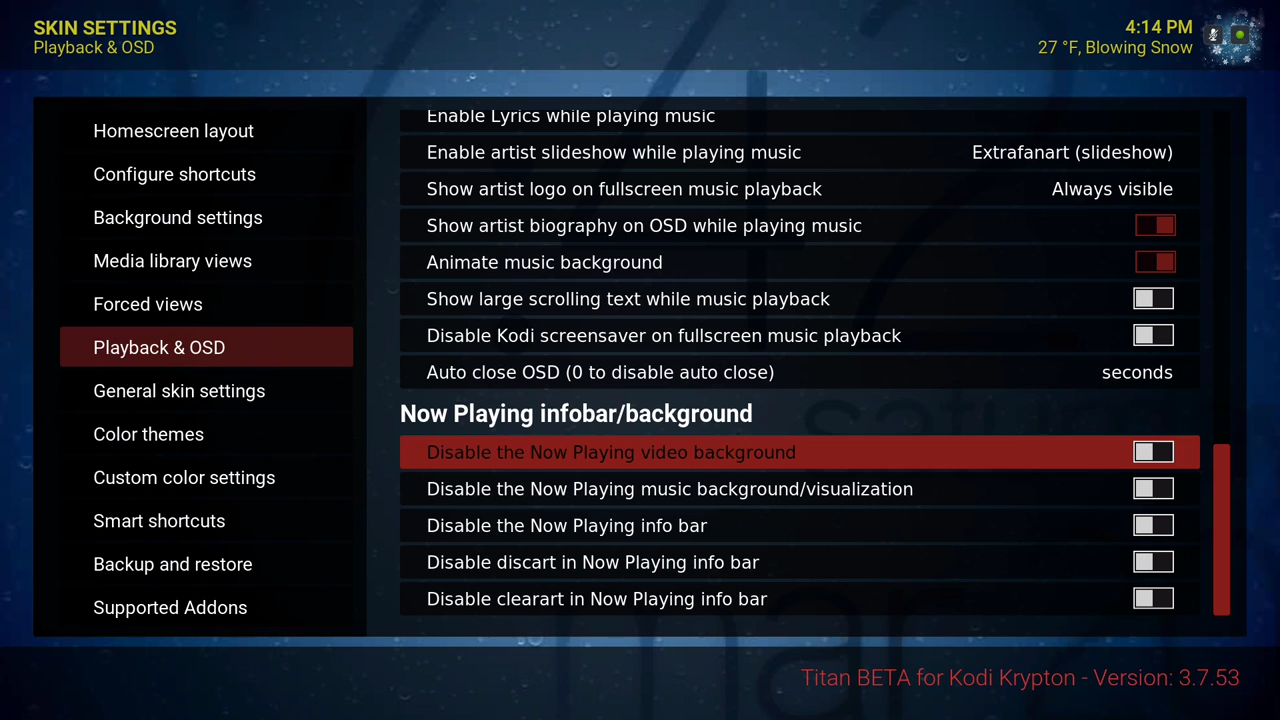 SKIN SETTINGS
Playback & OSD
4:14 PM
27 °F, Blowing Snow
Homescreen layout
Configure shortcuts
Background settings
Media library views
Forced views
Playback & OSD
General skin settings
Color themes
Custom color settings
Smart shortcuts
Backup and restore
Supported Addons
Enable Lyrics while playing music
Enable artist slideshow while playing music Extrafanart (slideshow)
Show artist logo on fullscreen music playback Always visible
Show artist biography on OSD while playing music
Animate music background
Show large scrolling text while music playback
Disable Kodi screensaver on fullscreen music playback
Auto close OSD (0 to disable auto close) seconds
Now Playing infobar/background
Disable the Now Playing video background
Disable the Now Playing music background/visualization
Disable the Now Playing info bar
Disable discart in Now Playing info bar
Disable clearart in Now Playing info bar
Titan BETA for Kodi Krypton - Version: 3.7.53